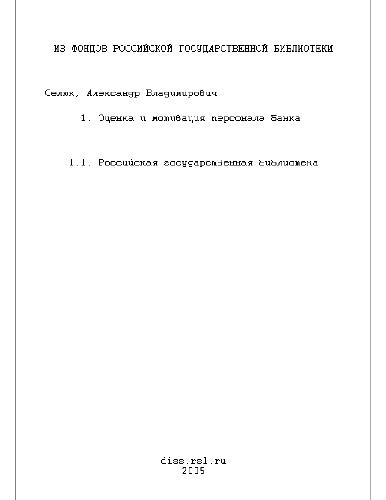 ИЗ ФОНДОВ РОССИЙСКОЙ ГОСУДАРСТВЕННОЙ БИБЛИОТЕКИ
Селюк, Александр Владимирович
1. Оценка и мотивация персонала банка
1.1. Российская государственная библиотека
diss.rsl.ru
2005